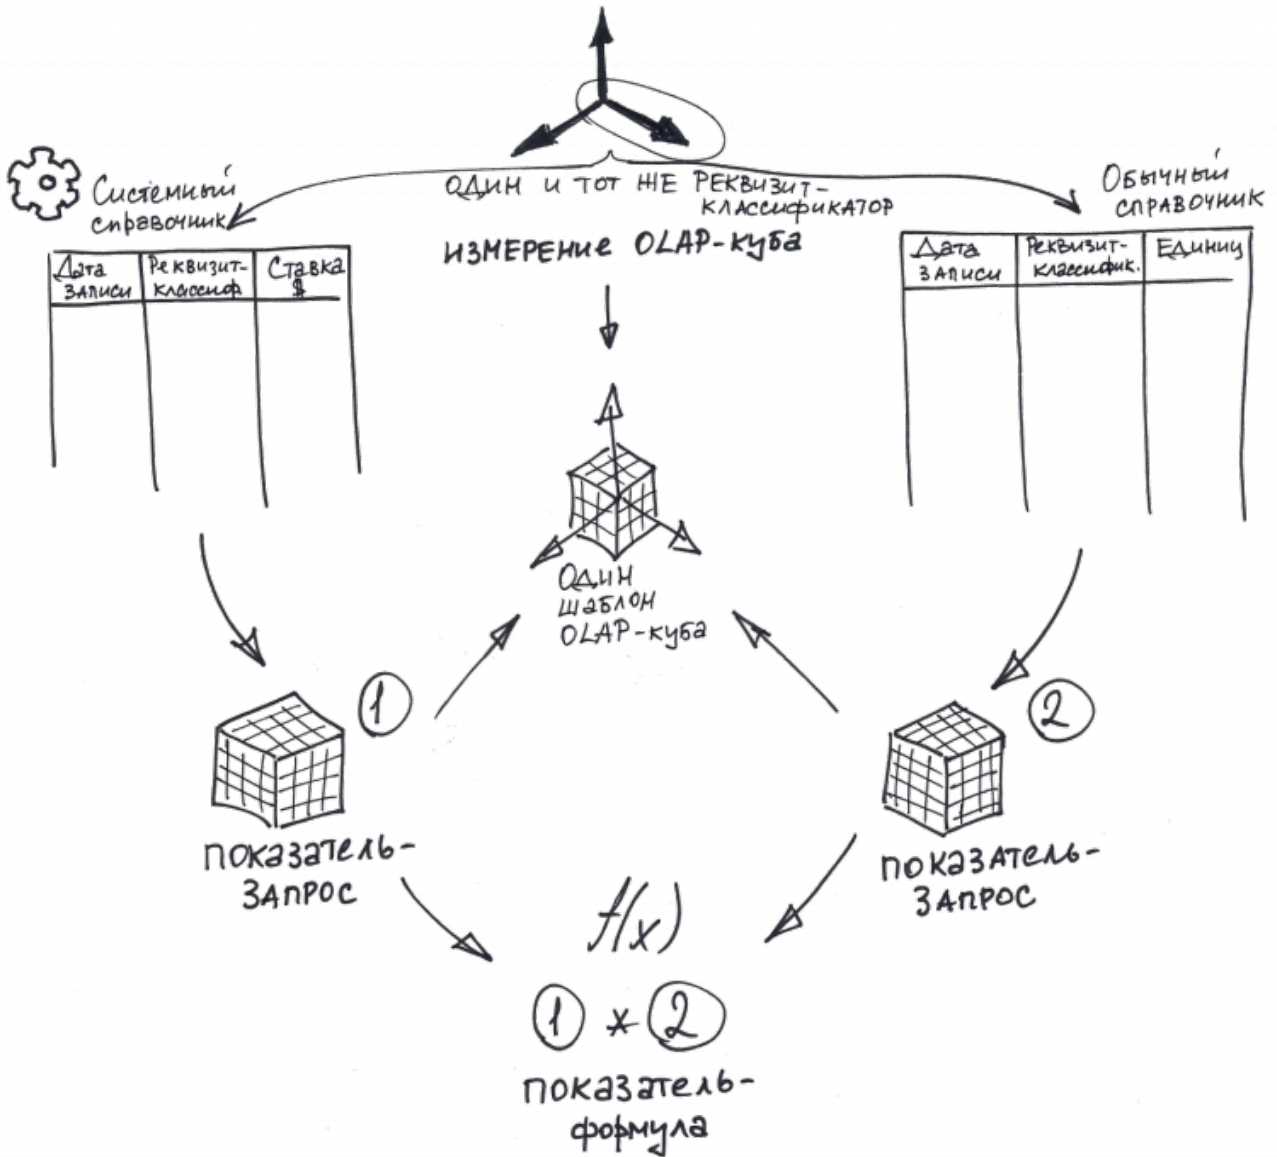 Системный
справочник
ОДИН И ТОТ ЖЕ РЕКВИЗИТ-
КЛАССИФИКАТОР
ИЗМЕРЕНИЕ OLAP-КУБА
Обычный
СПРАВОЧНИК
Дата
ЗАПИСИ
Реквизит-
классиф.
Ставка
$
Дата
ЗАПИСИ
Реквизит-
классифик.
Единиц
Один
шаблон
OLAP-куба
1
2
ПОКАЗАТЕЛЬ-
ЗАПРОС
ПОКАЗАТЕЛЬ-
ЗАПРОС
f(x)
1 * 2
ПОКАЗАТЕЛЬ-
формула